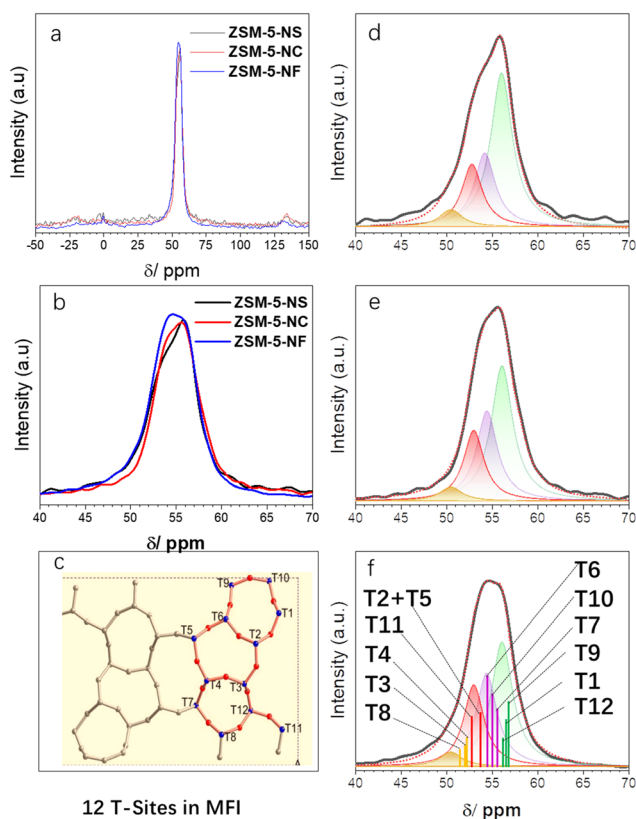 a
ZSM-5-NS
ZSM-5-NC
ZSM-5-NF
Intensity (a.u)
-50 0 50 100 150
δ/ ppm
d
Intensity (a.u)
40 45 50 55 60 65 70
δ/ ppm
b
ZSM-5-NS
ZSM-5-NC
ZSM-5-NF
Intensity (a.u)
40 45 50 55 60 65 70
δ/ ppm
e
Intensity (a.u)
40 45 50 55 60 65 70
δ/ ppm
c
T10
T9
T1
T6
T5
T2
T4
T3
T7
T12
T11
T8
12 T-Sites in MFI
f
T6
T2+T5
T10
T11
T7
T4
T9
T3
T1
T8
T12
Intensity (a.u)
40 45 50 55 60 65 70
δ/ ppm